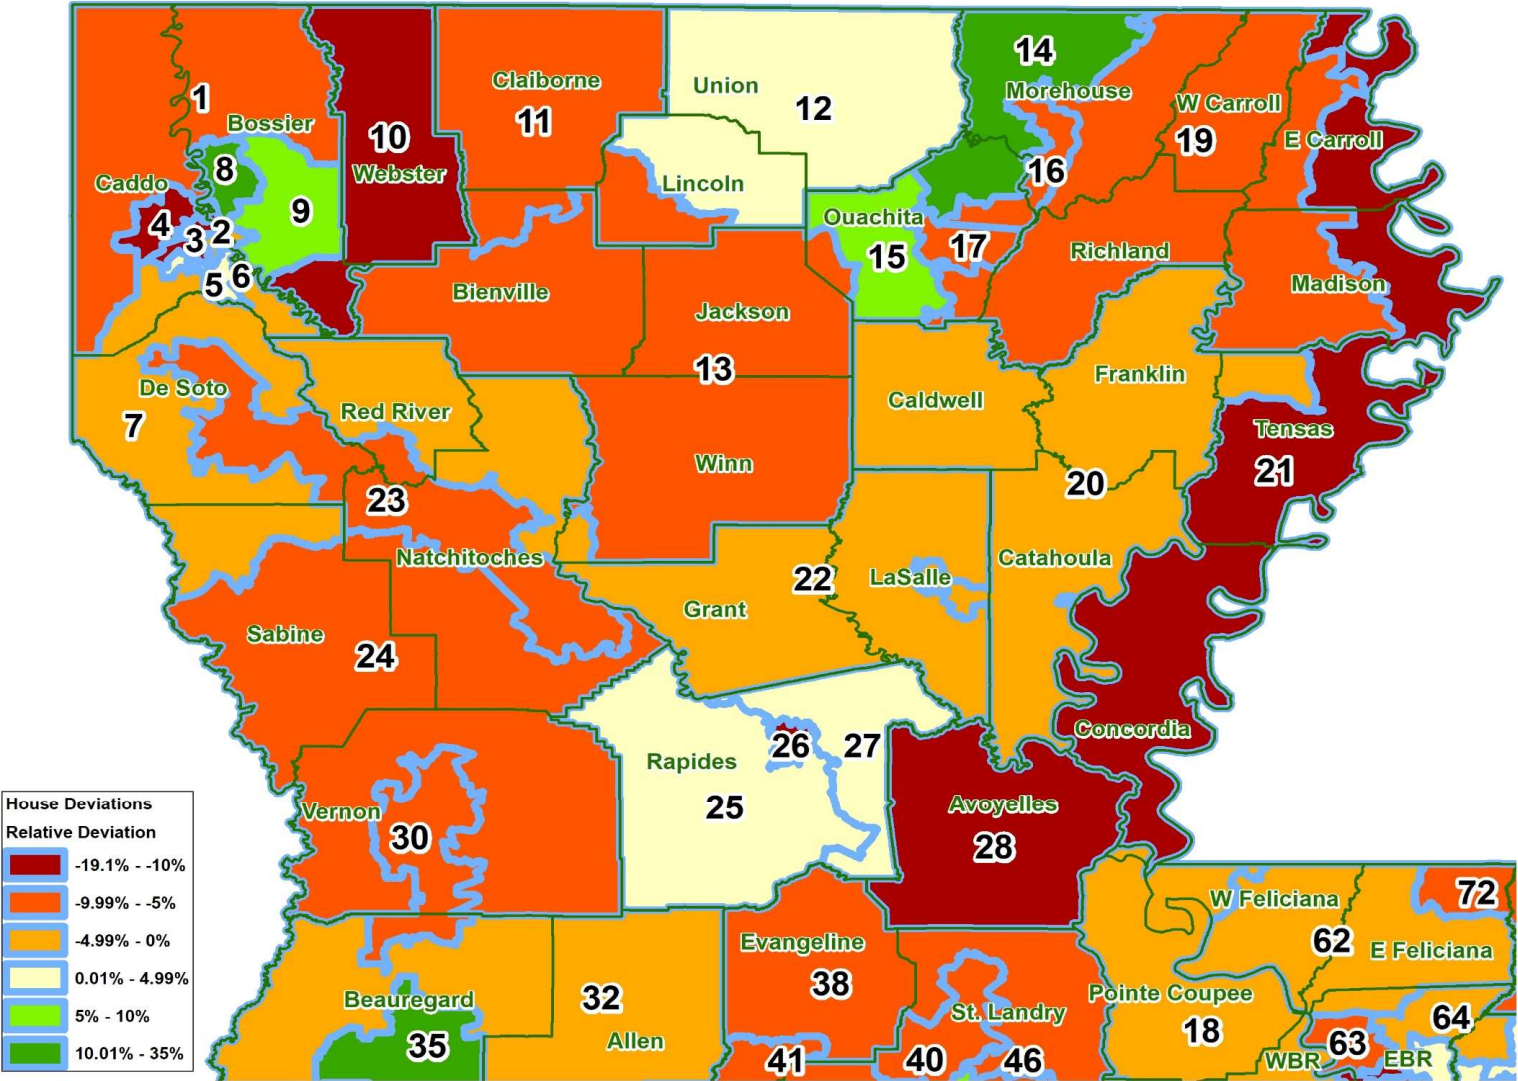 14
Claiborne
Union
1
Morehouse
W Carroll
12
11
Bossier
10
19
E Carroll
8
Webster
16
Caddo
Lincoln
9
4
Ouachita
3
2
17
15
Richland
6
5
Bienville
Madison
Jackson
13
Franklin
De Soto
Caldwell
Red River
7
Tensas
Winn
21
20
23
Natchitoches
Catahoula
LaSalle
22
Grant
Sabine
24
Concordia
26
27
Rapides
House Deviations
Relative Deviation
-19.1% - -10%
-9.99% - -5%
-4.99% - 0%
0.01% - 4.99%
5% - 10%
10.01% - 35%
Avoyelles
25
Vernon
30
28
72
W Feliciana
62
Evangeline
E Feliciana
38
Beauregard
32
Pointe Coupee
St. Landry
64
18
Allen
35
63
41
40
46
WBR
EBR